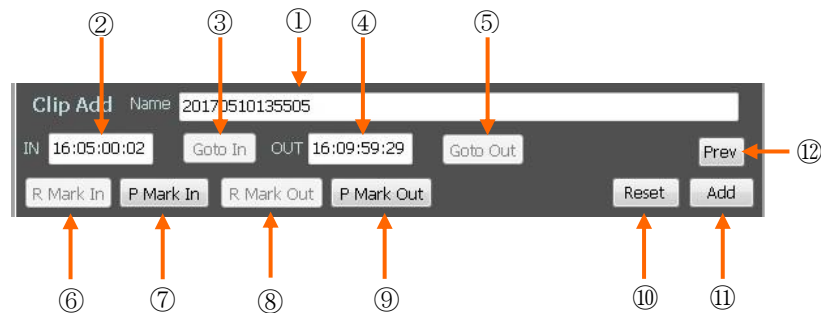 ② ③ ① ④ ⑤
Clip Add Name 20170510135505
IN 16:05:00:02 Goto In OUT 16:09:59:29 Goto Out Prev ⑫
R Mark In P Mark In R Mark Out P Mark Out Reset Add
⑥ ⑦ ⑧ ⑨ ⑩ ⑪